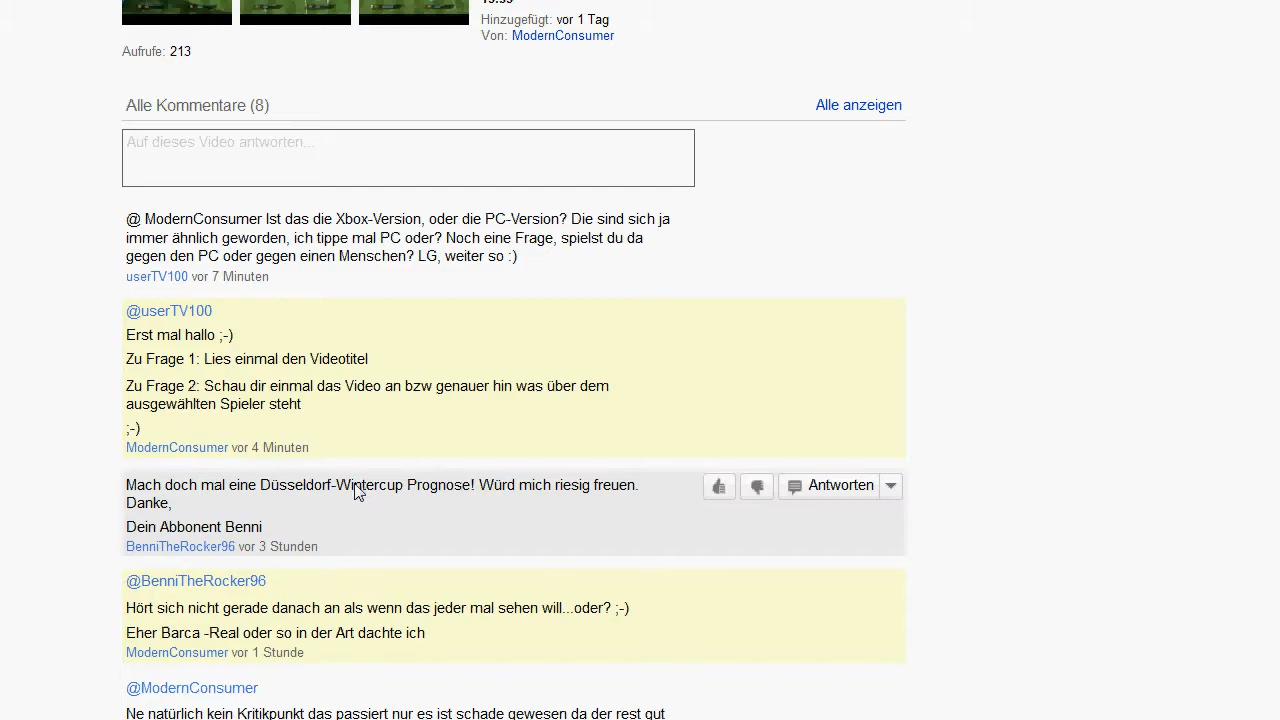 Hinzugefügt: vor 1 Tag
Von: ModernConsumer
Aufrufe: 213
Alle Kommentare (8)
Alle anzeigen
Auf dieses Video antworten...
@ ModernConsumer Ist das die Xbox-Version, oder die PC-Version? Die sind sich ja
immer ähnlich geworden, ich tippe mal PC oder? Noch eine Frage, spielst du da
gegen den PC oder gegen einen Menschen? LG, weiter so :)
userTV100 vor 7 Minuten
@userTV100
Erst mal hallo ;-)
Zu Frage 1: Lies einmal den Videotitel
Zu Frage 2: Schau dir einmal das Video an bzw genauer hin was über dem
ausgewählten Spieler steht
;-)
ModernConsumer vor 4 Minuten
Mach doch mal eine Düsseldorf-Wintercup Prognose! Würd mich riesig freuen.
Antworten
Danke,
Dein Abbonent Benni
BenniTheRocker96 vor 3 Stunden
@BenniTheRocker96
Hört sich nicht gerade danach an als wenn das jeder mal sehen will...oder? ;-)
Eher Barca -Real oder so in der Art dachte ich
ModernConsumer vor 1 Stunde
@ModernConsumer
Ne natürlich kein Kritikpunkt das passiert nur es ist schade gewesen da der rest gut